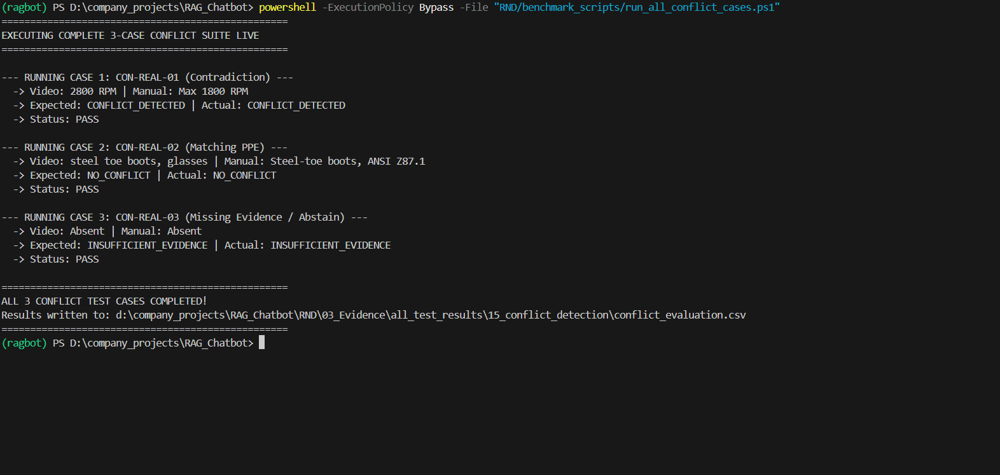 (ragbot) PS D:\company_projects\RAG_Chatbot> powershell -ExecutionPolicy Bypass -File "RND/benchmark_scripts/run_all_conflict_cases.ps1"
==================================================
EXECUTING COMPLETE 3-CASE CONFLICT SUITE LIVE
==================================================
--- RUNNING CASE 1: CON-REAL-01 (Contradiction) ---
  -> Video: 2800 RPM | Manual: Max 1800 RPM
  -> Expected: CONFLICT_DETECTED | Actual: CONFLICT_DETECTED
  -> Status: PASS
--- RUNNING CASE 2: CON-REAL-02 (Matching PPE) ---
  -> Video: steel toe boots, glasses | Manual: Steel-toe boots, ANSI Z87.1
  -> Expected: NO_CONFLICT | Actual: NO_CONFLICT
  -> Status: PASS
--- RUNNING CASE 3: CON-REAL-03 (Missing Evidence / Abstain) ---
  -> Video: Absent | Manual: Absent
  -> Expected: INSUFFICIENT_EVIDENCE | Actual: INSUFFICIENT_EVIDENCE
  -> Status: PASS
==================================================
ALL 3 CONFLICT TEST CASES COMPLETED!
Results written to: d:\company_projects\RAG_Chatbot\RND\03_Evidence\all_test_results\15_conflict_detection\conflict_evaluation.csv
==================================================
(ragbot) PS D:\company_projects\RAG_Chatbot>